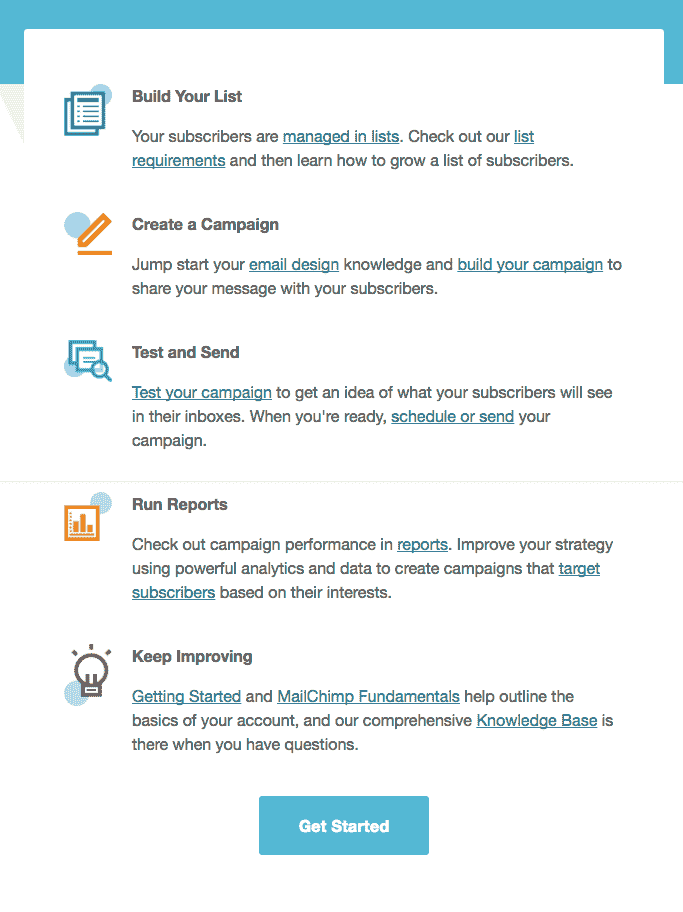 Build Your List
Your subscribers are managed in lists. Check out our list
requirements and then learn how to grow a list of subscribers.
Create a Campaign
Jump start your email design knowledge and build your campaign to
share your message with your subscribers.
Test and Send
Test your campaign to get an idea of what your subscribers will see
in their inboxes. When you're ready, schedule or send your
campaign.
Run Reports
Check out campaign performance in reports. Improve your strategy
using powerful analytics and data to create campaigns that target
subscribers based on their interests.
Keep Improving
Getting Started and MailChimp Fundamentals help outline the
basics of your account, and our comprehensive Knowledge Base is
there when you have questions.
Get Started